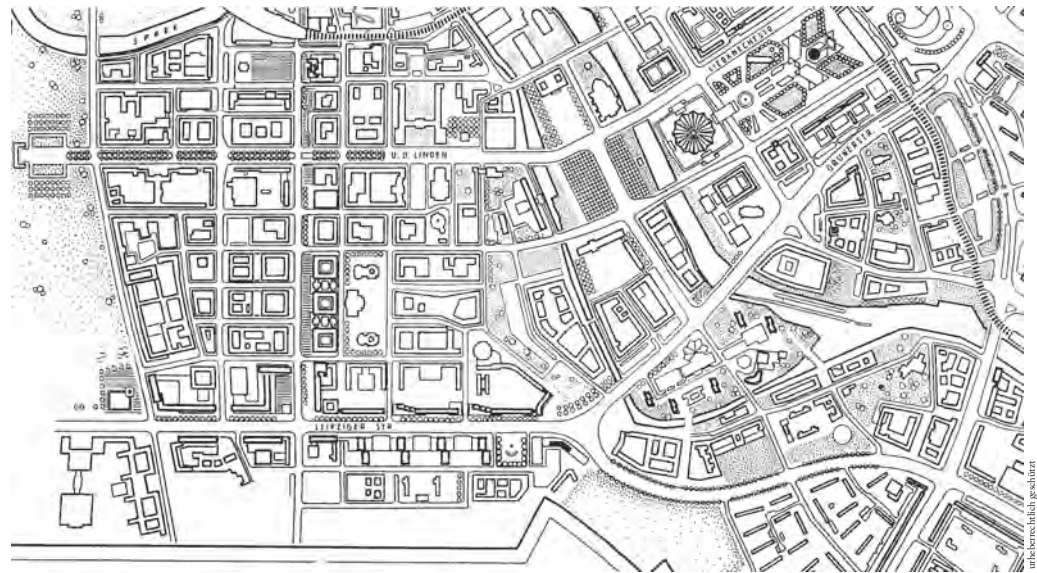 SPREE
LIEBKNECHTSTR
U.D. LINDEN
GRUNERSTR.
LEIPZIGER STR
urheberrechtlich geschützt